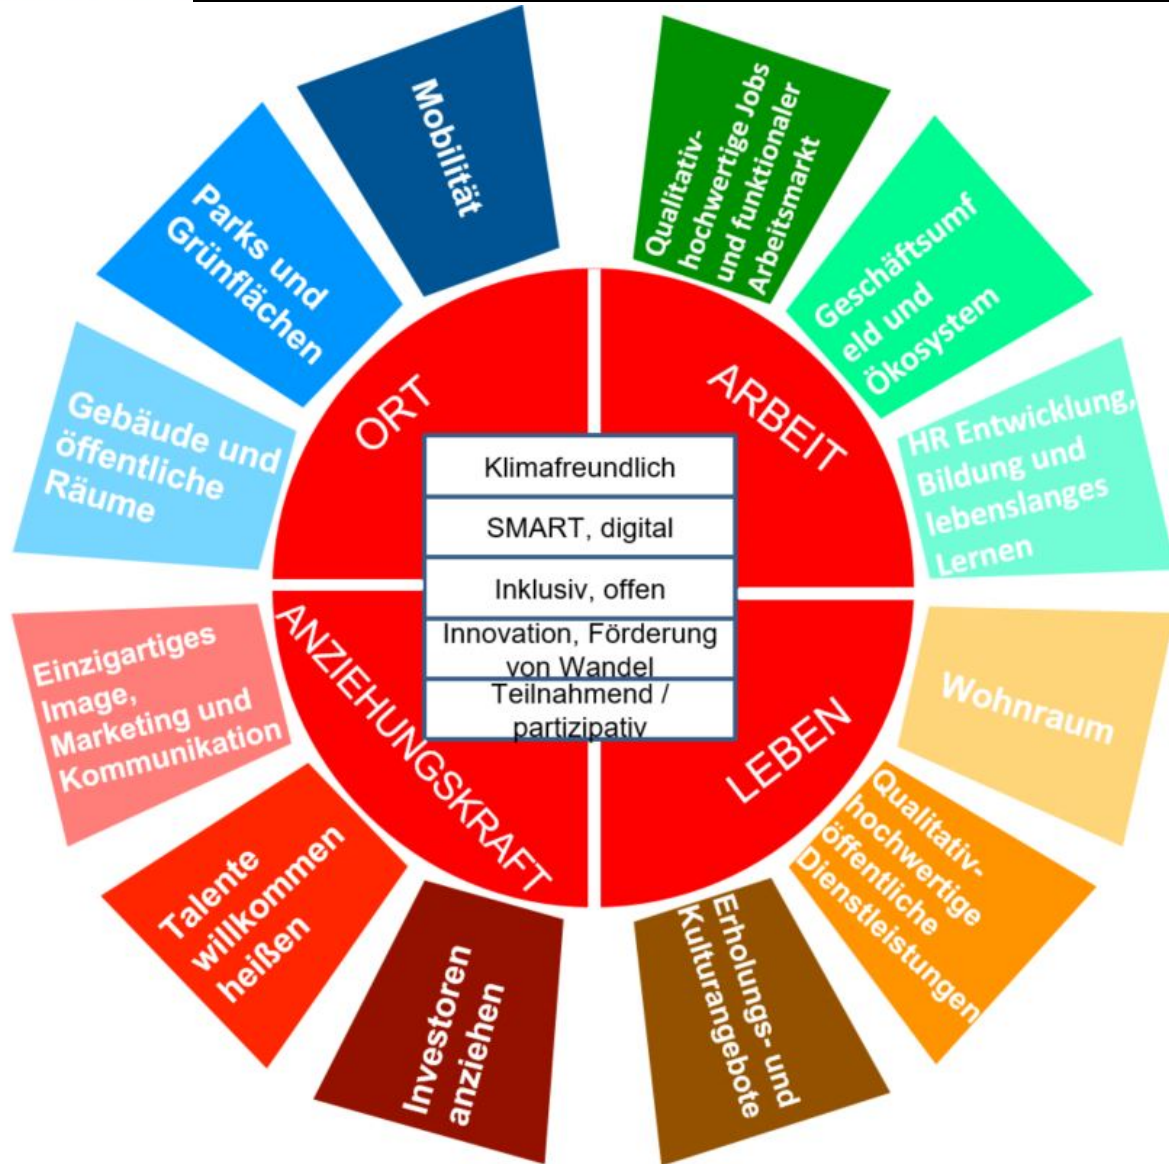 Mobilität
Qualitativ-
hochwertige Jobs
und funktionaler
Arbeitsmarkt
Parks und
Grünflächen
Geschäftsumf
eld und
Ökosystem
Gebäude und
öffentliche
Räume
HR Entwicklung,
Bildung und
lebenslanges
Lernen
ORT
ARBEIT
Klimafreundlich
SMART, digital
Inklusiv, offen
Innovation, Förderung
von Wandel
Teilnahmend /
partizipativ
ANZIEHUNGSKRAFT
LEBEN
Einzigartiges
Image,
Marketing und
Kommunikation
Wohnraum
Talente
willkommen
heißen
Qualitativ-
hochwertige
öffentliche
Dienstleistungen
Investoren
anziehen
Erholungs- und
Kulturangebote